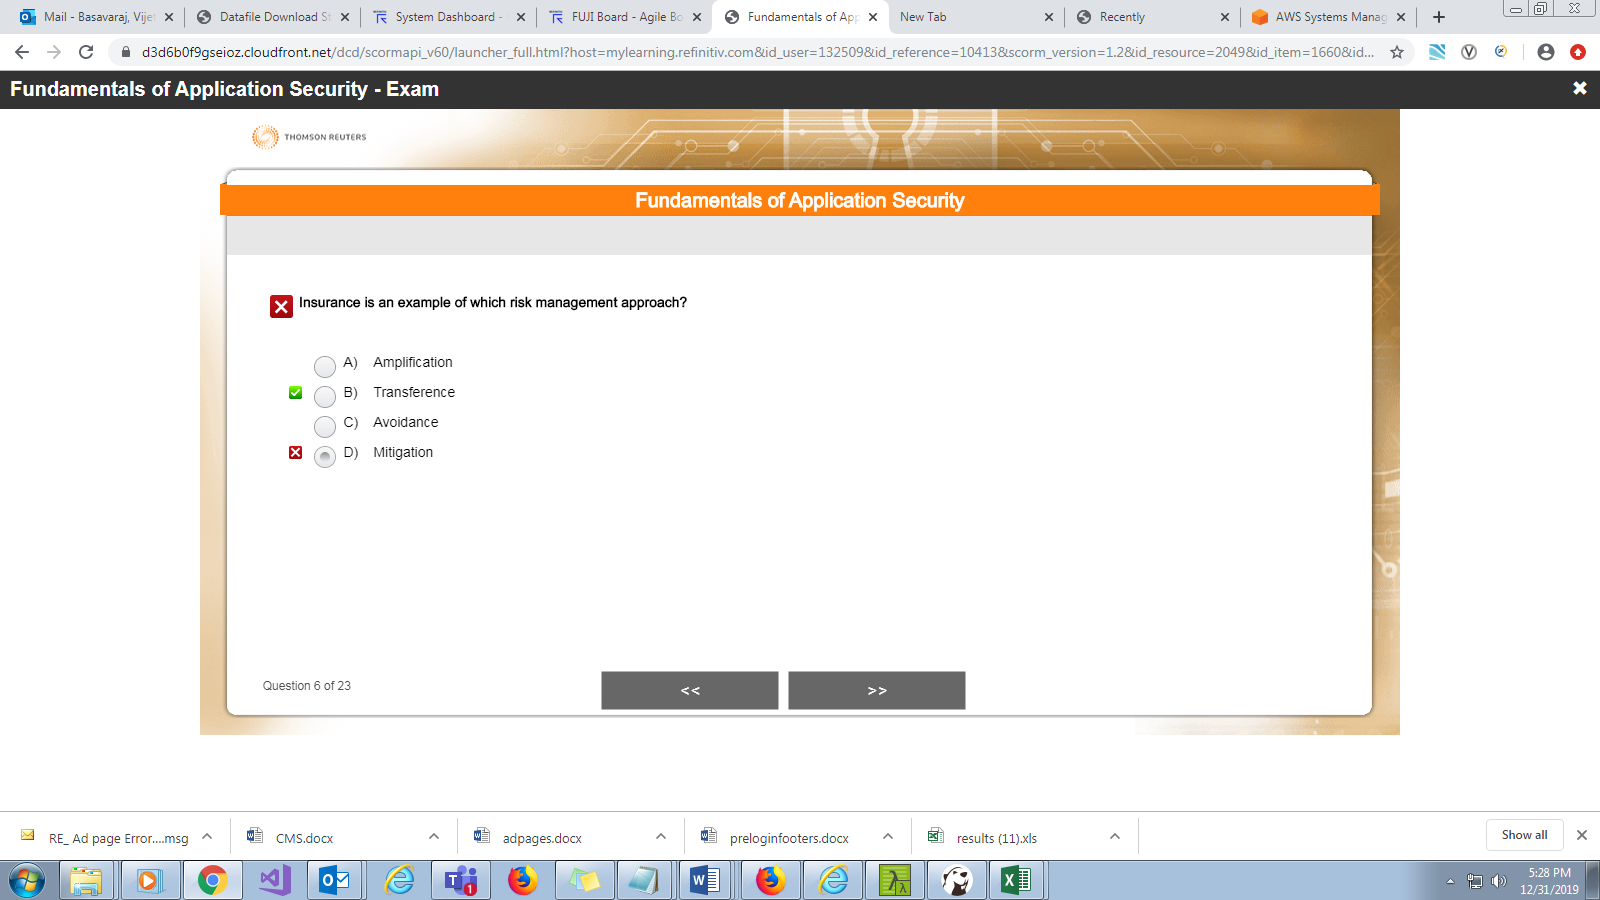 Mail - Basavaraj, Vije
Datafile Download St
System Dashboard -
FUJI Board - Agile Bo
Fundamentals of App
New Tab
Recently
AWS Systems Manag
d3d6b0f9gseioz.cloudfront.net/dcd/scormapi_v60/launcher_full.html?host=mylearning.refinitiv.com&id_user=132509&id_reference=10413&scorm_version=1.2&id_resource=2049&id_item=1660&id...
Fundamentals of Application Security - Exam
THOMSON REUTERS
Fundamentals of Application Security
Insurance is an example of which risk management approach?
A) Amplification
B) Transference
C) Avoidance
D) Mitigation
Question 6 of 23
<<
>>
RE_ Ad page Error....msg
CMS.docx
adpages.docx
preloginfooters.docx
results (11).xls
Show all
5:28 PM
12/31/2019